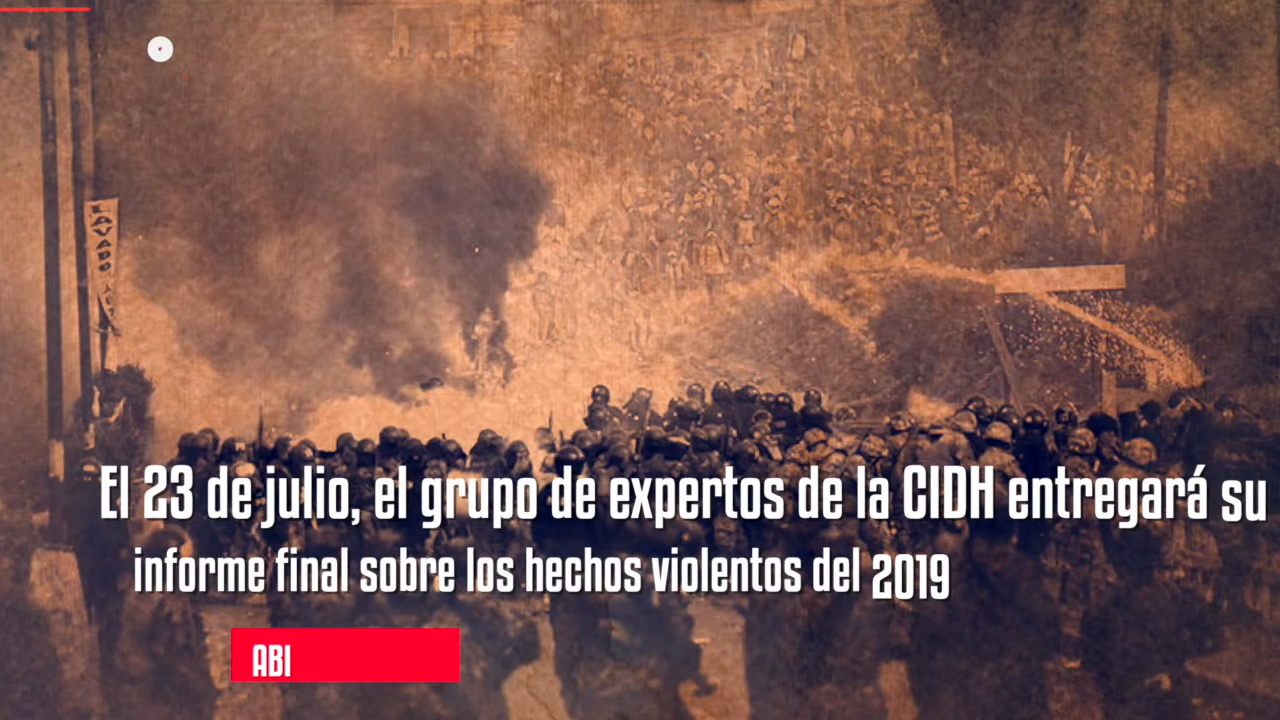 LAVADO
El 23 de julio, el grupo de expertos de la CIDH entregará su
informe final sobre los hechos violentos del 2019
ABI